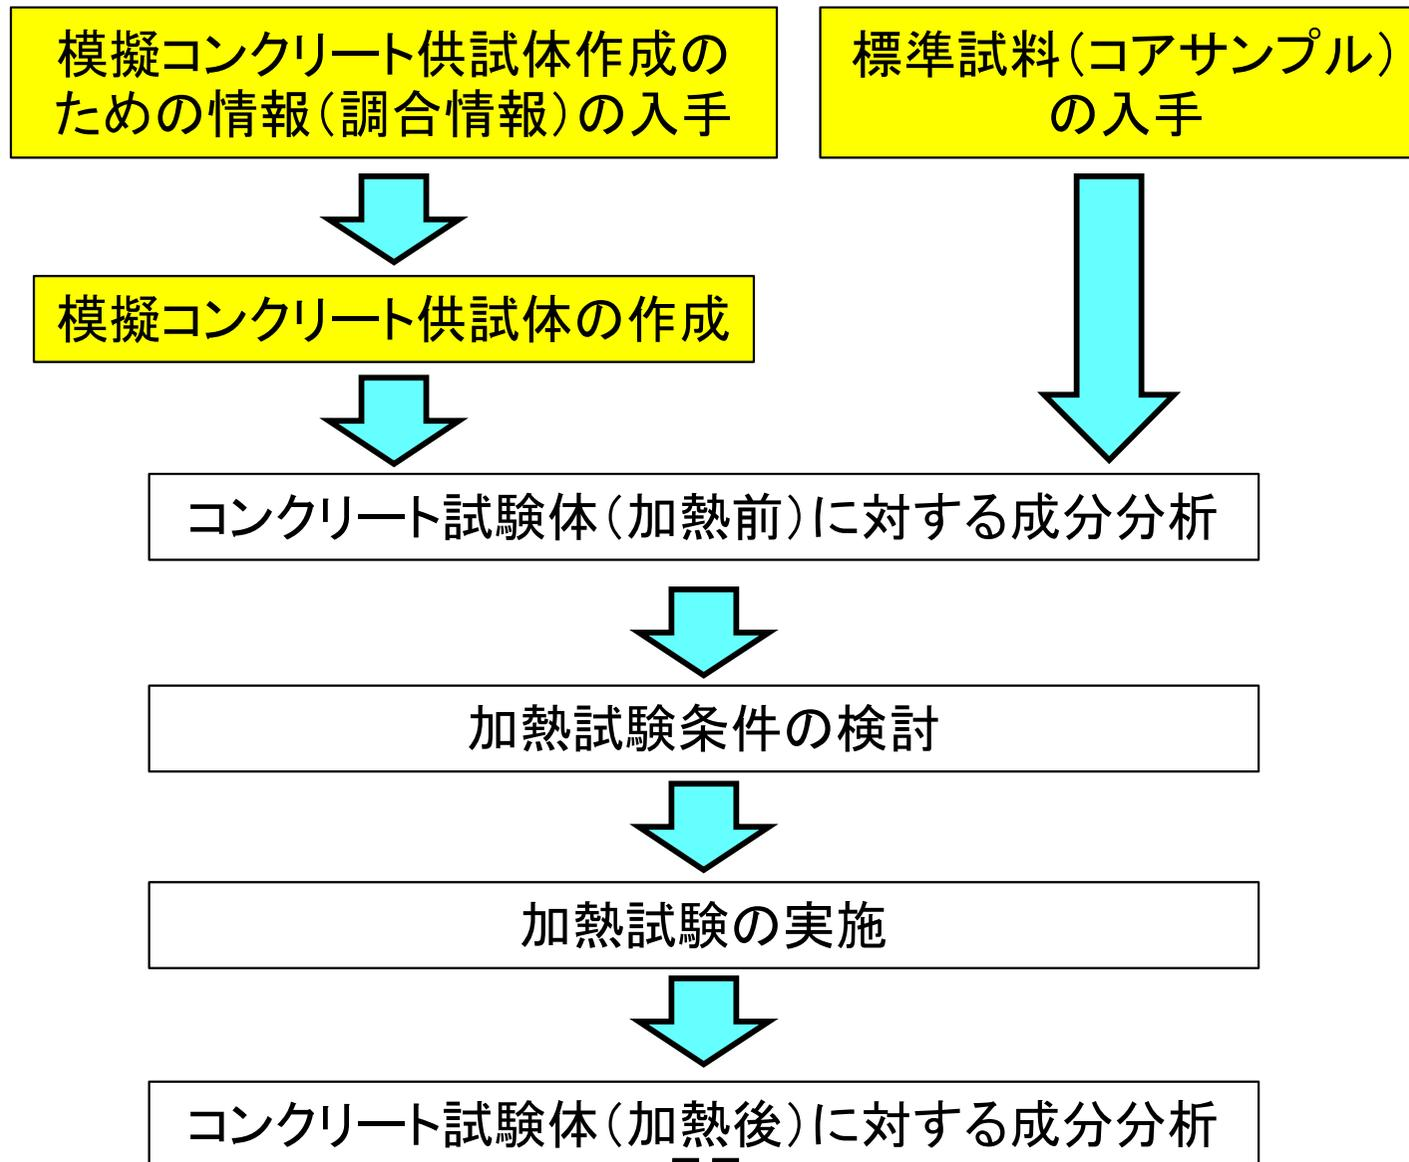 模擬コンクリート供試体作成の
ための情報（調合情報）の入手
標準試料（コアサンプル）
の入手
模擬コンクリート供試体の作成
コンクリート試験体（加熱前）に対する成分分析
加熱試験条件の検討
加熱試験の実施
コンクリート試験体（加熱後）に対する成分分析